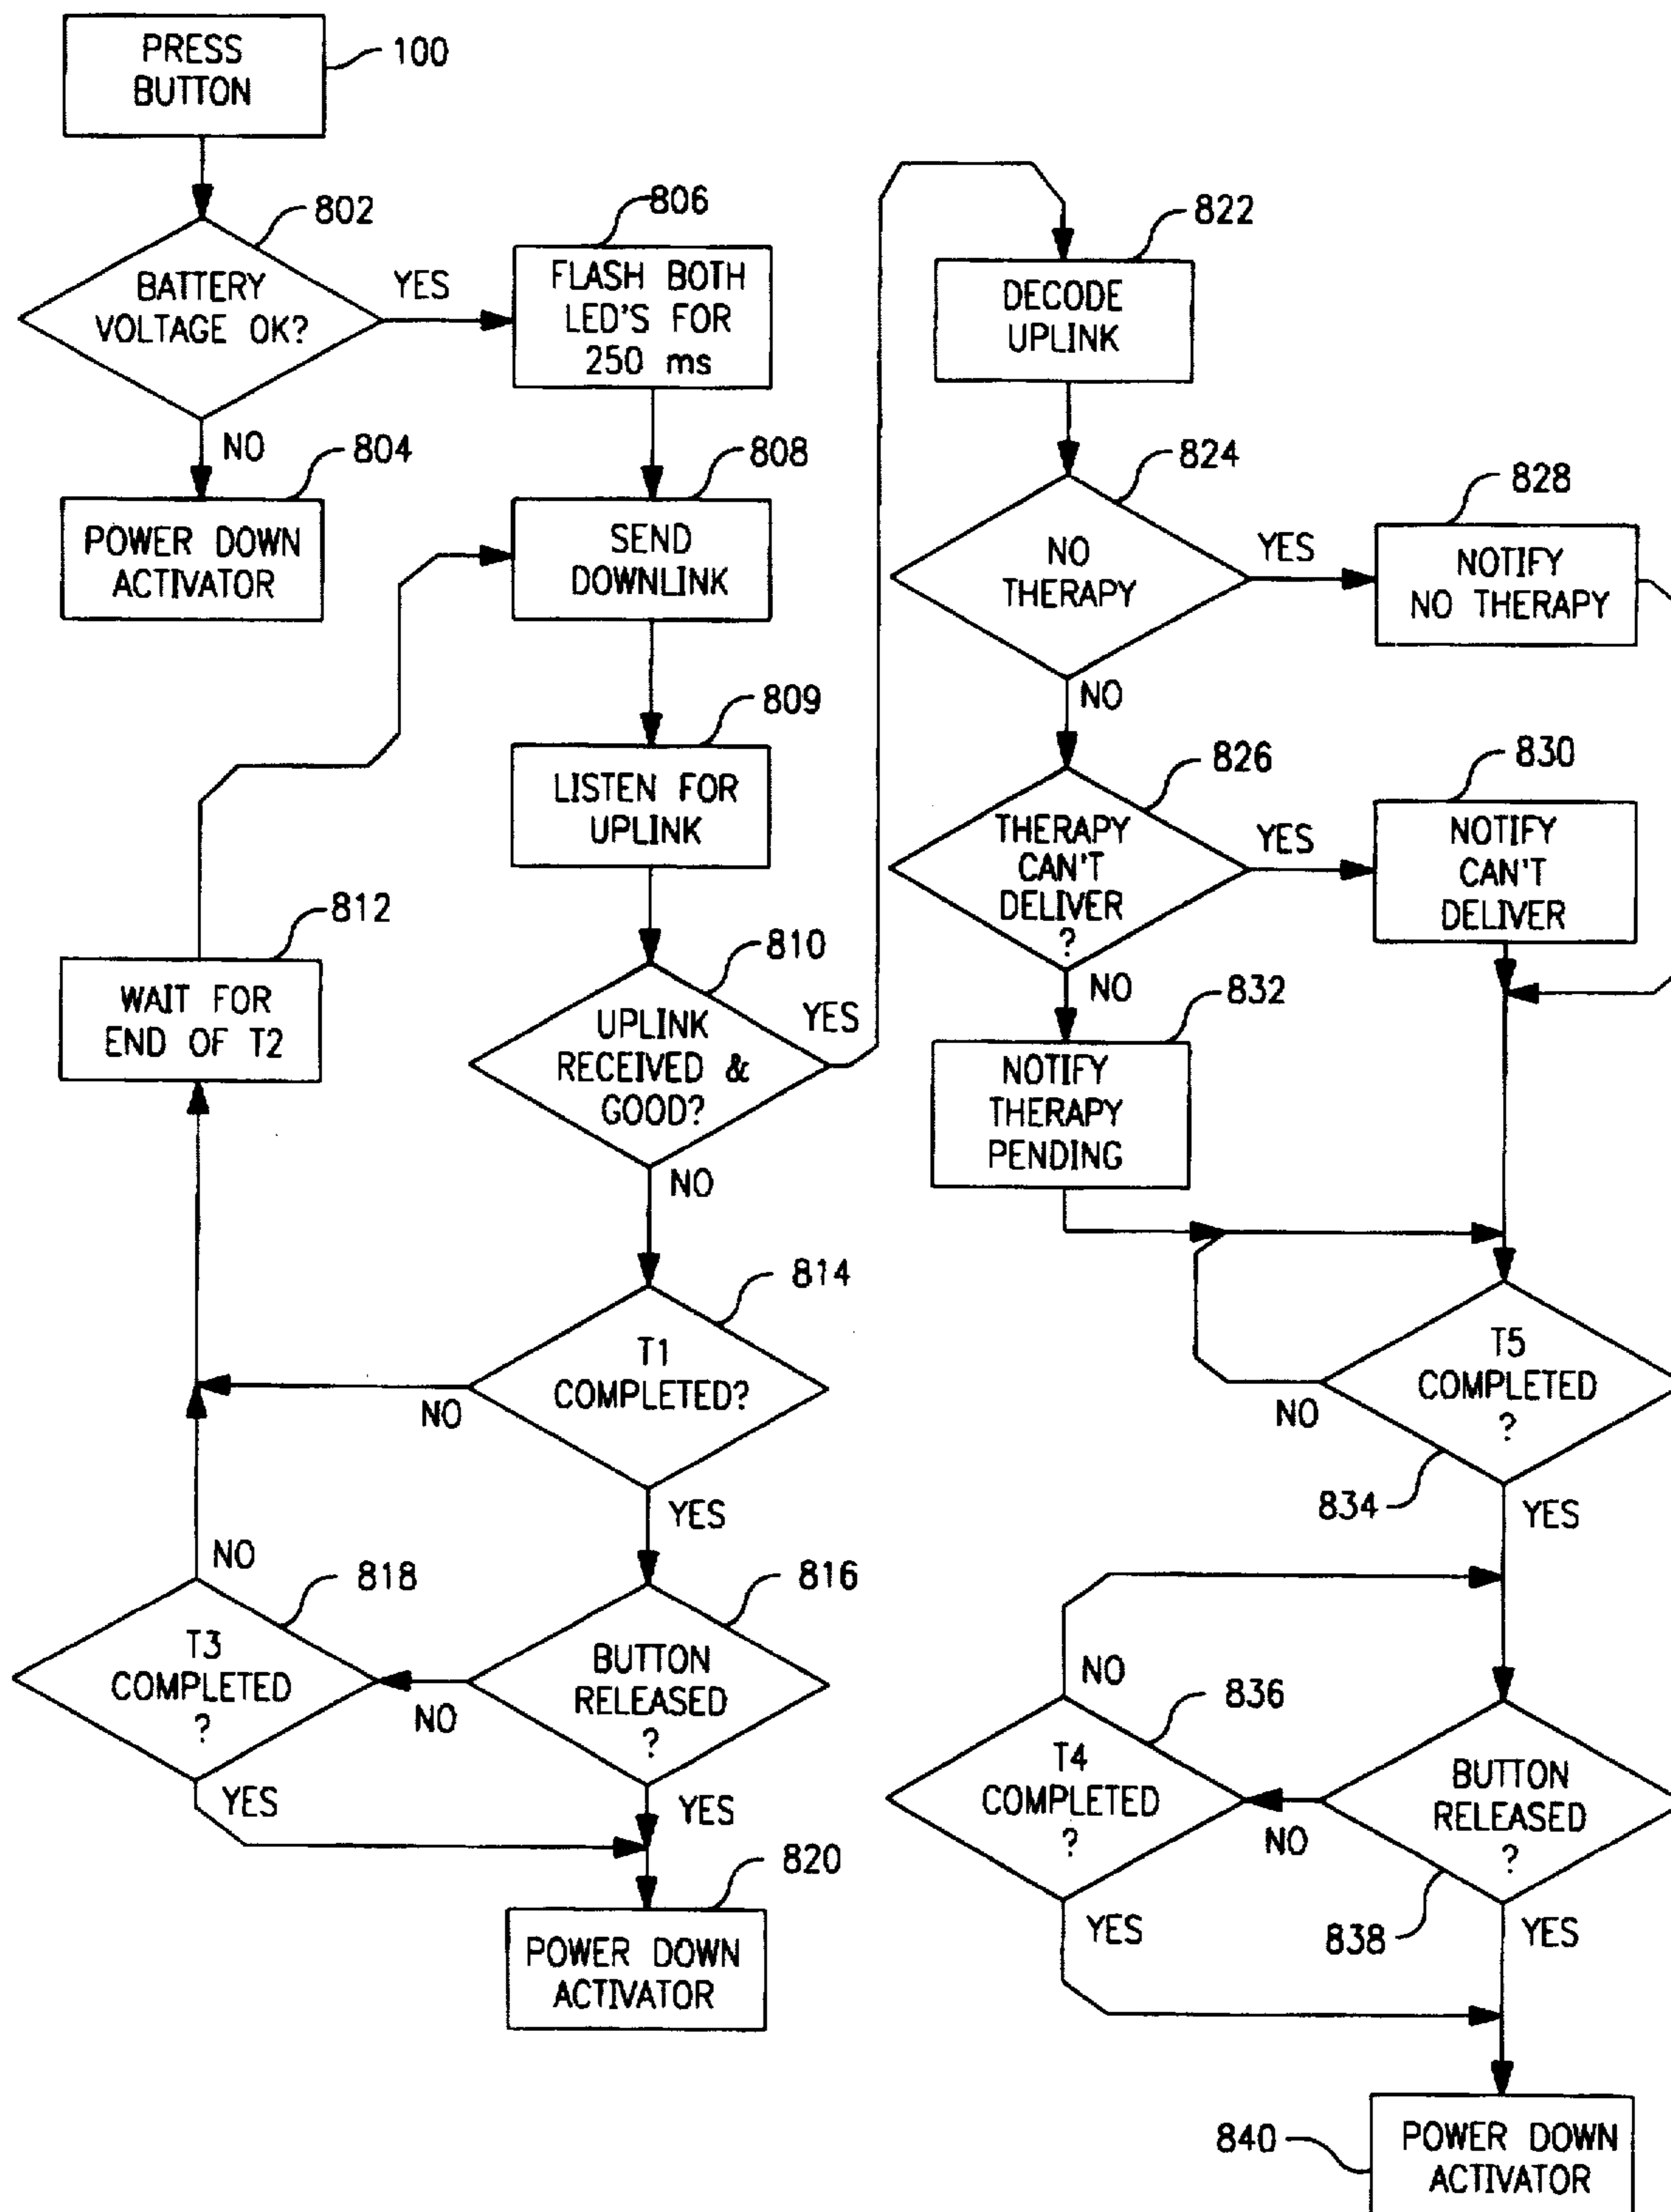 PRESS
BUTTON
100
802
BATTERY
VOLTAGE OK?
YES
NO
804
POWER DOWN
ACTIVATOR
806
FLASH BOTH
LED'S FOR
250 ms
808
SEND
DOWNLINK
809
LISTEN FOR
UPLINK
810
UPLINK
RECEIVED &
GOOD?
YES
NO
812
WAIT FOR
END OF T2
814
T1
COMPLETED?
NO
YES
816
BUTTON
RELEASED
?
NO
YES
818
T3
COMPLETED
?
NO
YES
820
POWER DOWN
ACTIVATOR
822
DECODE
UPLINK
824
NO
THERAPY
YES
NO
828
NOTIFY
NO THERAPY
826
THERAPY
CAN'T
DELIVER
?
YES
NO
830
NOTIFY
CAN'T
DELIVER
832
NOTIFY
THERAPY
PENDING
T5
COMPLETED
?
NO
834
YES
836
T4
COMPLETED
?
NO
YES
BUTTON
RELEASED
?
NO
838
YES
840
POWER DOWN
ACTIVATOR